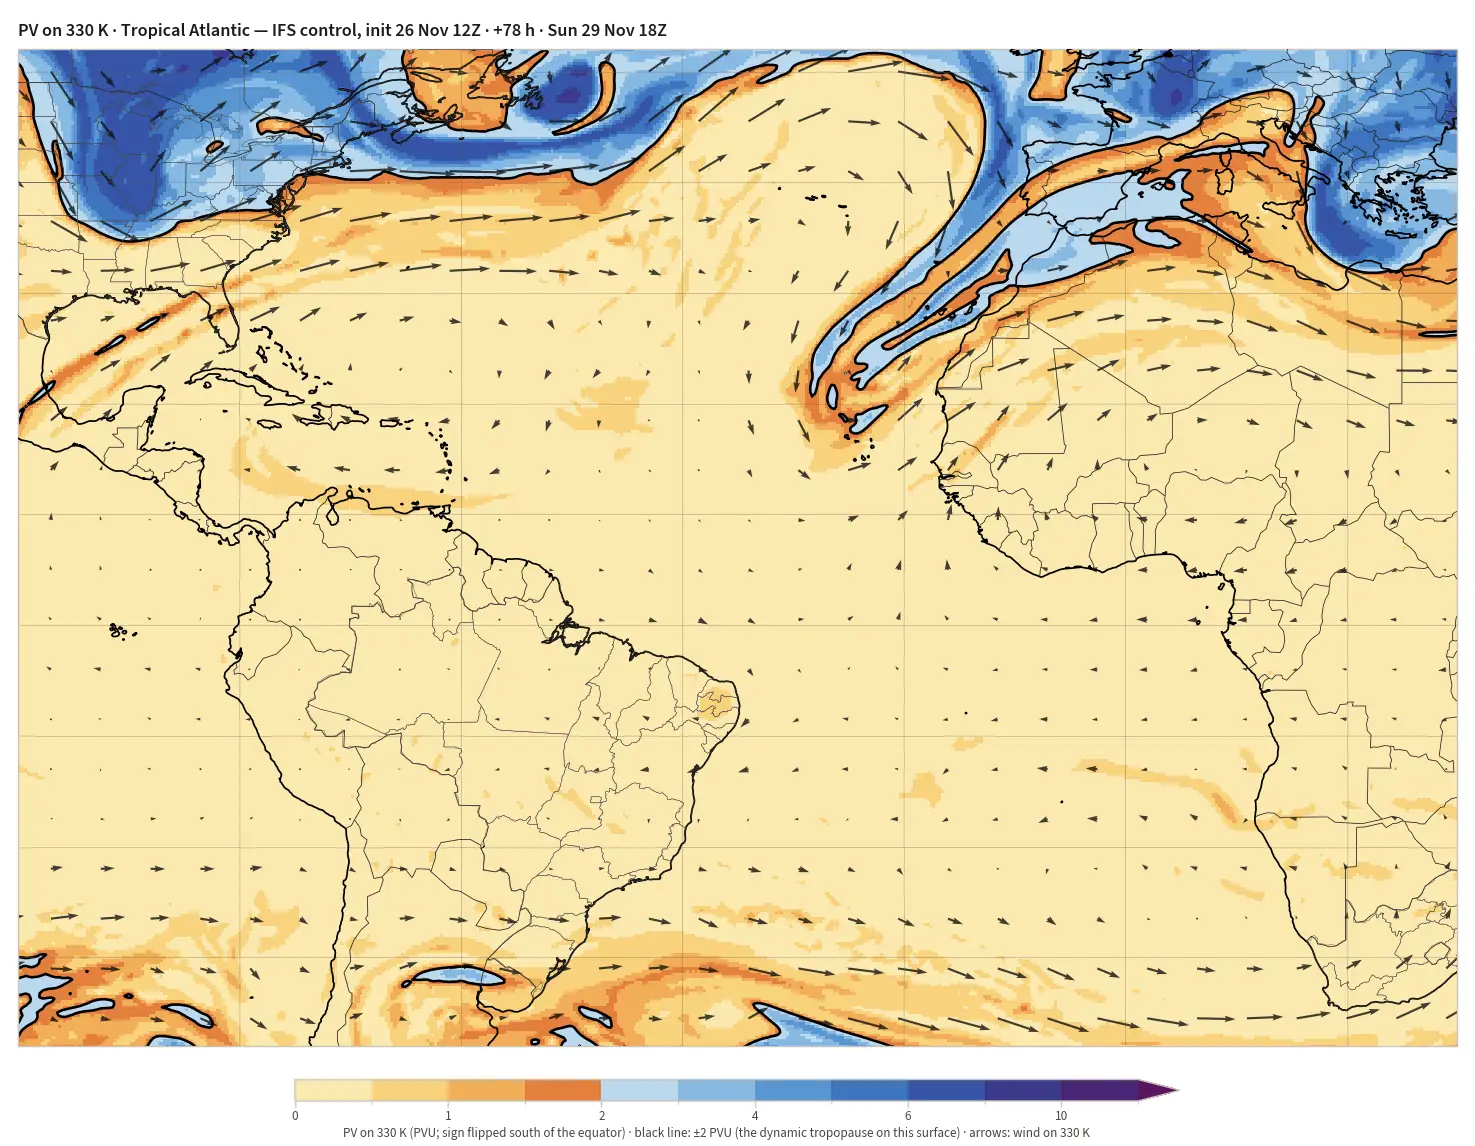 PV on 330 K · Tropical Atlantic — IFS control, init 26 Nov 12Z · +78 h · Sun 29 Nov 18Z
0 1 2 4 6 8 10
PV on 330 K (PVU; sign flipped south of the equator) · black line: ±2 PVU (the dynamic tropopause on this surface) · arrows: wind on 330 K